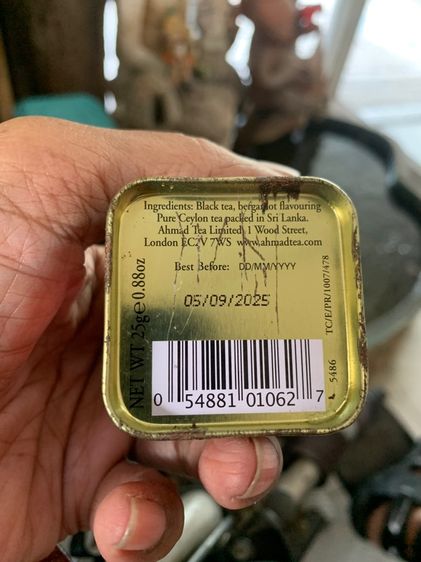 Ingredients: Black tea, bergamot flavouring
Pure Ceylon tea packed in Sri Lanka.
Ahmad Tea Limited, 1 Wood Street,
London EC2V 7WS www.ahmadtea.com
Best Before: DD/MM/YYYY
05/09/2025
NET WT 25g e 0.88oz
TC/E/PR/1007/478
5486
0 54881 01062 7